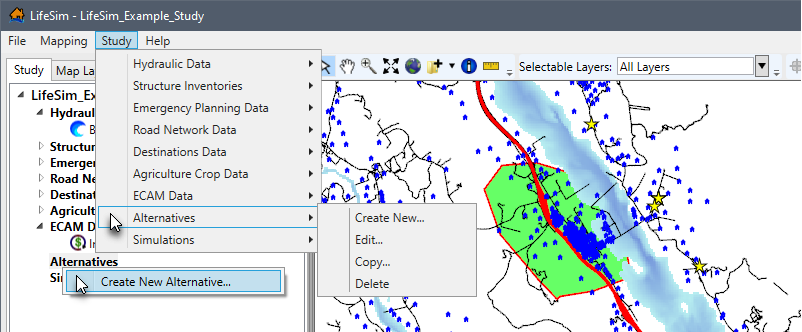 LifeSim - LifeSim_Example_Study
File Mapping Study Help
Study Map La
Hydraulic Data
Structure Inventories
Emergency Planning Data
Road Network Data
Destinations Data
Agriculture Crop Data
ECAM Data
Alternatives
Simulations
Selectable Layers: All Layers
LifeSim_Ex
Hydraul
B
Structu
Emerge
Road Ne
Destinat
Agricult
ECAM D
In
Alternatives
Si
Create New Alternative...
Create New...
Edit...
Copy...
Delete